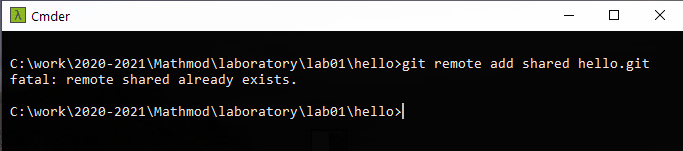 λ Cmder
C:\work\2020-2021\Mathmod\laboratory\lab01\hello>git remote add shared hello.git
fatal: remote shared already exists.
C:\work\2020-2021\Mathmod\laboratory\lab01\hello>